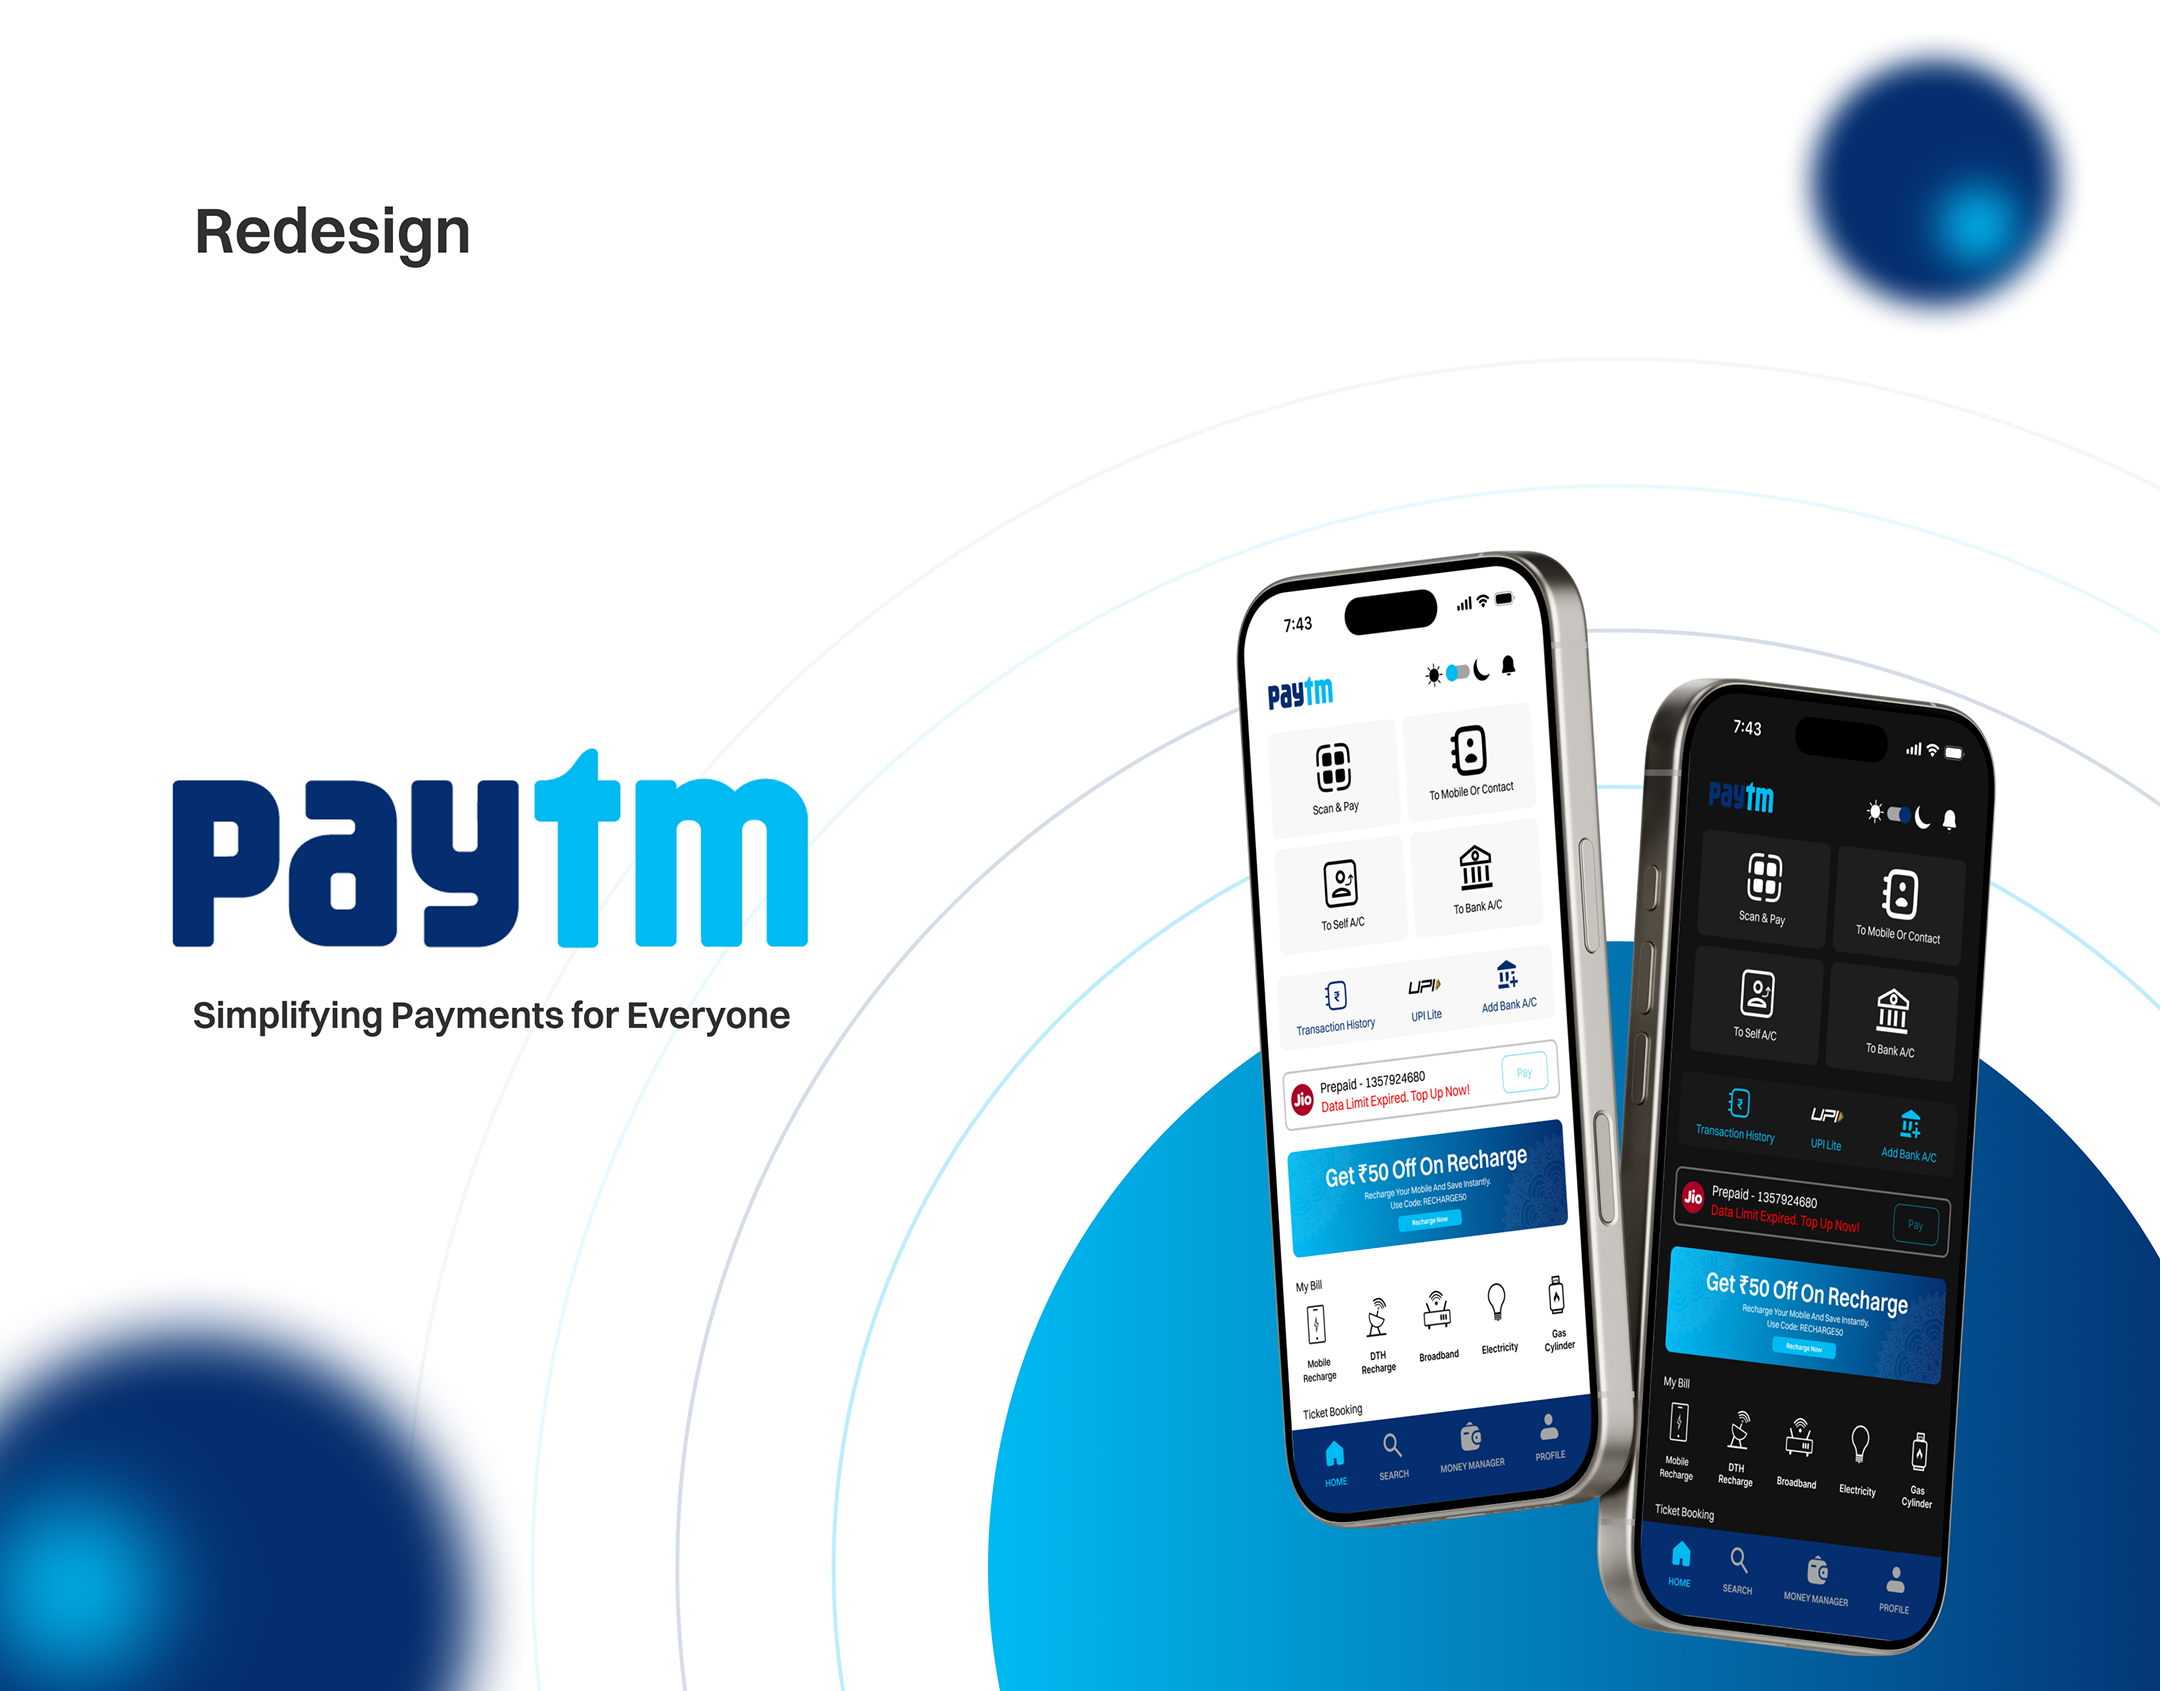 Redesign
paytm
Simplifying Payments for Everyone
7:43
paytm
Scan & Pay
To Mobile Or Contact
To Self A/C
To Bank A/C
Transaction History
UPI
UPI Lite
Add Bank A/C
Jio
Prepaid - 1357924680
Data Limit Expired. Top Up Now!
Pay
Get ₹50 Off On Recharge
Recharge Your Mobile And Save Instantly.
Use Code: RECHARGE50
Recharge Now
My Bill
Mobile
Recharge
DTH
Recharge
Broadband
Electricity
Gas
Cylinder
Ticket Booking
HOME
SEARCH
MONEY MANAGER
PROFILE
7:43
paytm
Scan & Pay
To Mobile Or Contact
To Self A/C
To Bank A/C
Transaction History
UPI
UPI Lite
Add Bank A/C
Jio
Prepaid - 1357924680
Data Limit Expired. Top Up Now!
Pay
Get ₹50 Off On Recharge
Recharge Your Mobile And Save Instantly.
Use Code: RECHARGE50
Recharge Now
My Bill
Mobile
Recharge
DTH
Recharge
Broadband
Electricity
Gas
Cylinder
Ticket Booking
HOME
SEARCH
MONEY MANAGER
PROFILE